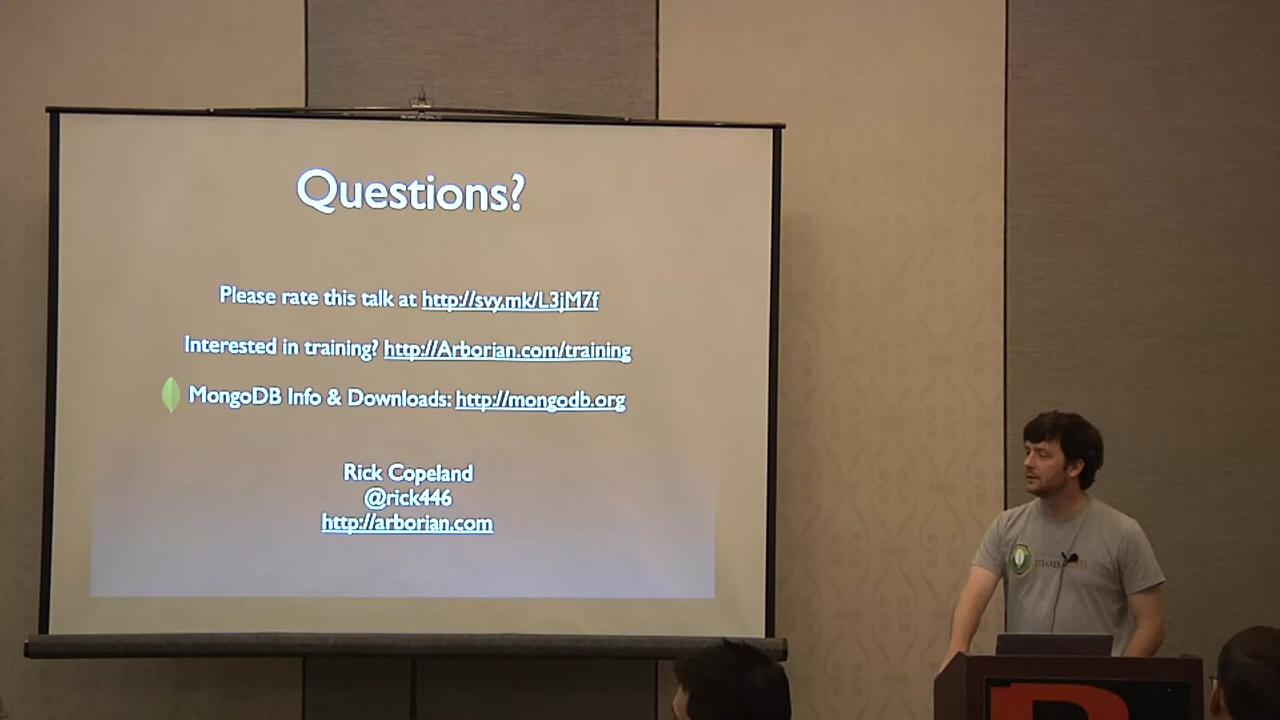 Questions?
Please rate this talk at http://svy.mk/L3jM7f
Interested in training? http://Arborian.com/training
MongoDB Info & Downloads: http://mongodb.org
Rick Copeland
@rick446
http://arborian.com